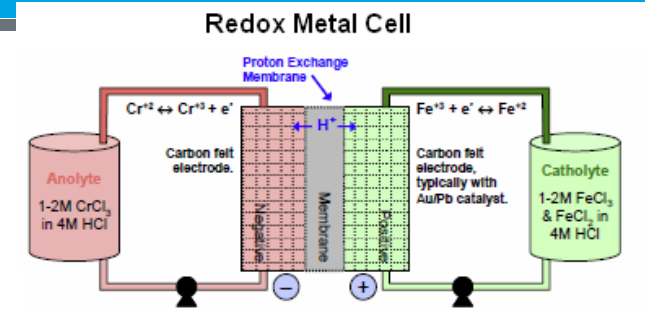 Redox Metal Cell
Proton Exchange
Membrane
Cr⁺² ↔ Cr⁺³ + e'
Fe⁺³ + e' ↔ Fe⁺²
H⁺
Carbon felt
electrode.
Carbon felt
electrode,
typically with
Au/Pb catalyst.
Anolyte
1-2M CrCl₃
in 4M HCl
Catholyte
1-2M FeCl₃
& FeCl₂ in
4M HCl
Negative
Membrane
Positive
−
+